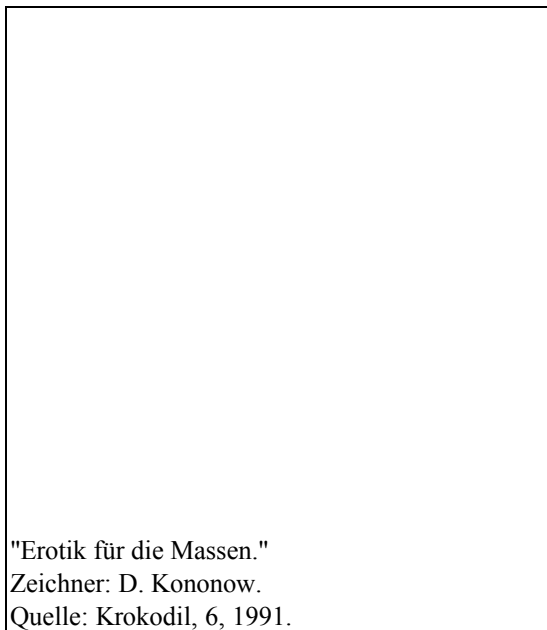 "Erotik für die Massen."
Zeichner: D. Kononow.
Quelle: Krokodil, 6, 1991.